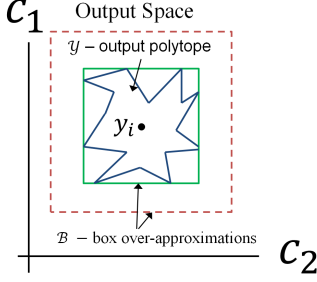 C₁
Output Space
𝒴 – output polytope
yᵢ
ℬ – box over-approximations
C₂